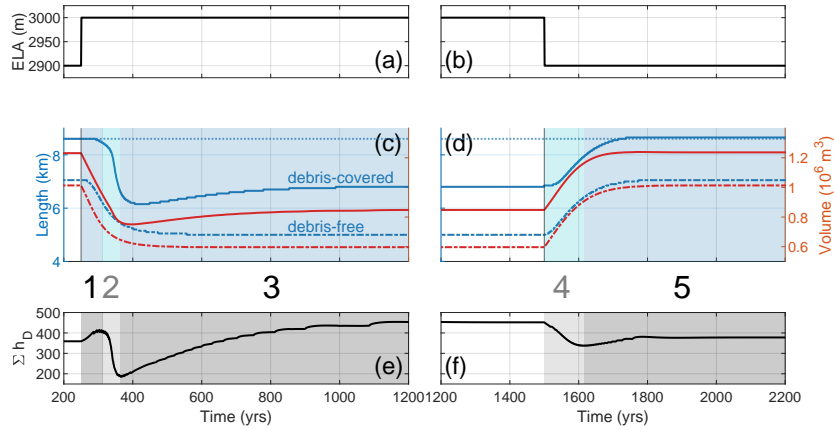 3000
2950
2900
ELA (m)
(a)
(b)
8
6
4
Length (km)
(c)
debris-covered
debris-free
(d)
1.2
1
0.8
0.6
Volume (10⁶ m³)
1
2
3
4
5
500
400
300
200
Σ h_D
(e)
(f)
200
400
600
800
1000
1200
1200
1400
1600
1800
2000
2200
Time (yrs)
Time (yrs)